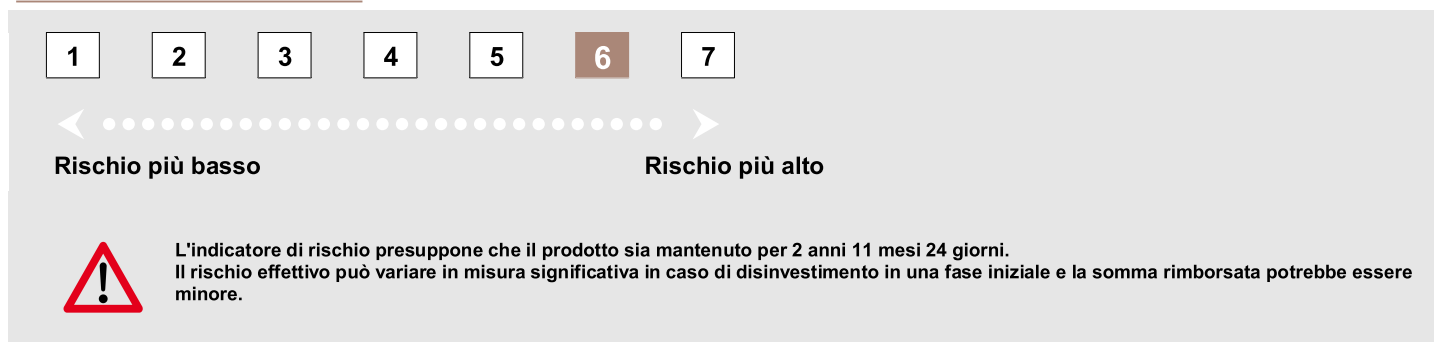 1 2 3 4 5 6 7
Rischio più basso Rischio più alto
L'indicatore di rischio presuppone che il prodotto sia mantenuto per 2 anni 11 mesi 24 giorni.
Il rischio effettivo può variare in misura significativa in caso di disinvestimento in una fase iniziale e la somma rimborsata potrebbe essere
minore.